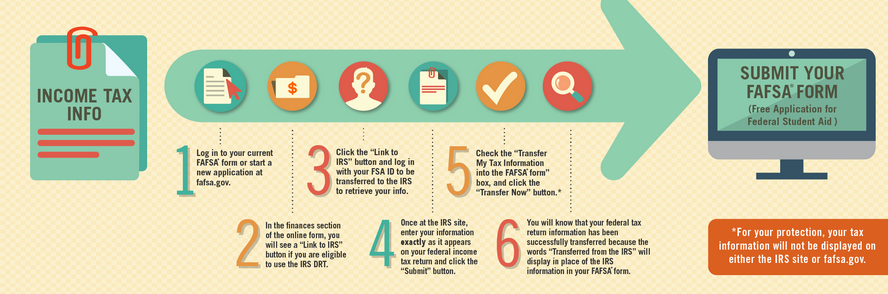 INCOME TAX
INFO
1
Log in to your current
FAFSA® form or start a
new application at
fafsa.gov.
2
In the finances section
of the online form, you
will see a “Link to IRS”
button if you are eligible
to use the IRS DRT.
3
Click the “Link to
IRS” button and log in
with your FSA ID to be
transferred to the IRS
to retrieve your info.
4
Once at the IRS site,
enter your information
exactly as it appears
on your federal income
tax return and click the
“Submit” button.
5
Check the “Transfer
My Tax Information
into the FAFSA® form”
box, and click the
“Transfer Now” button.*
6
You will know that your federal tax
return information has been
successfully transferred because the
words “Transferred from the IRS” will
display in place of the IRS
information in your FAFSA® form.
SUBMIT YOUR
FAFSA® FORM
(Free Application for
Federal Student Aid )
*For your protection, your tax
information will not be displayed on
either the IRS site or fafsa.gov.